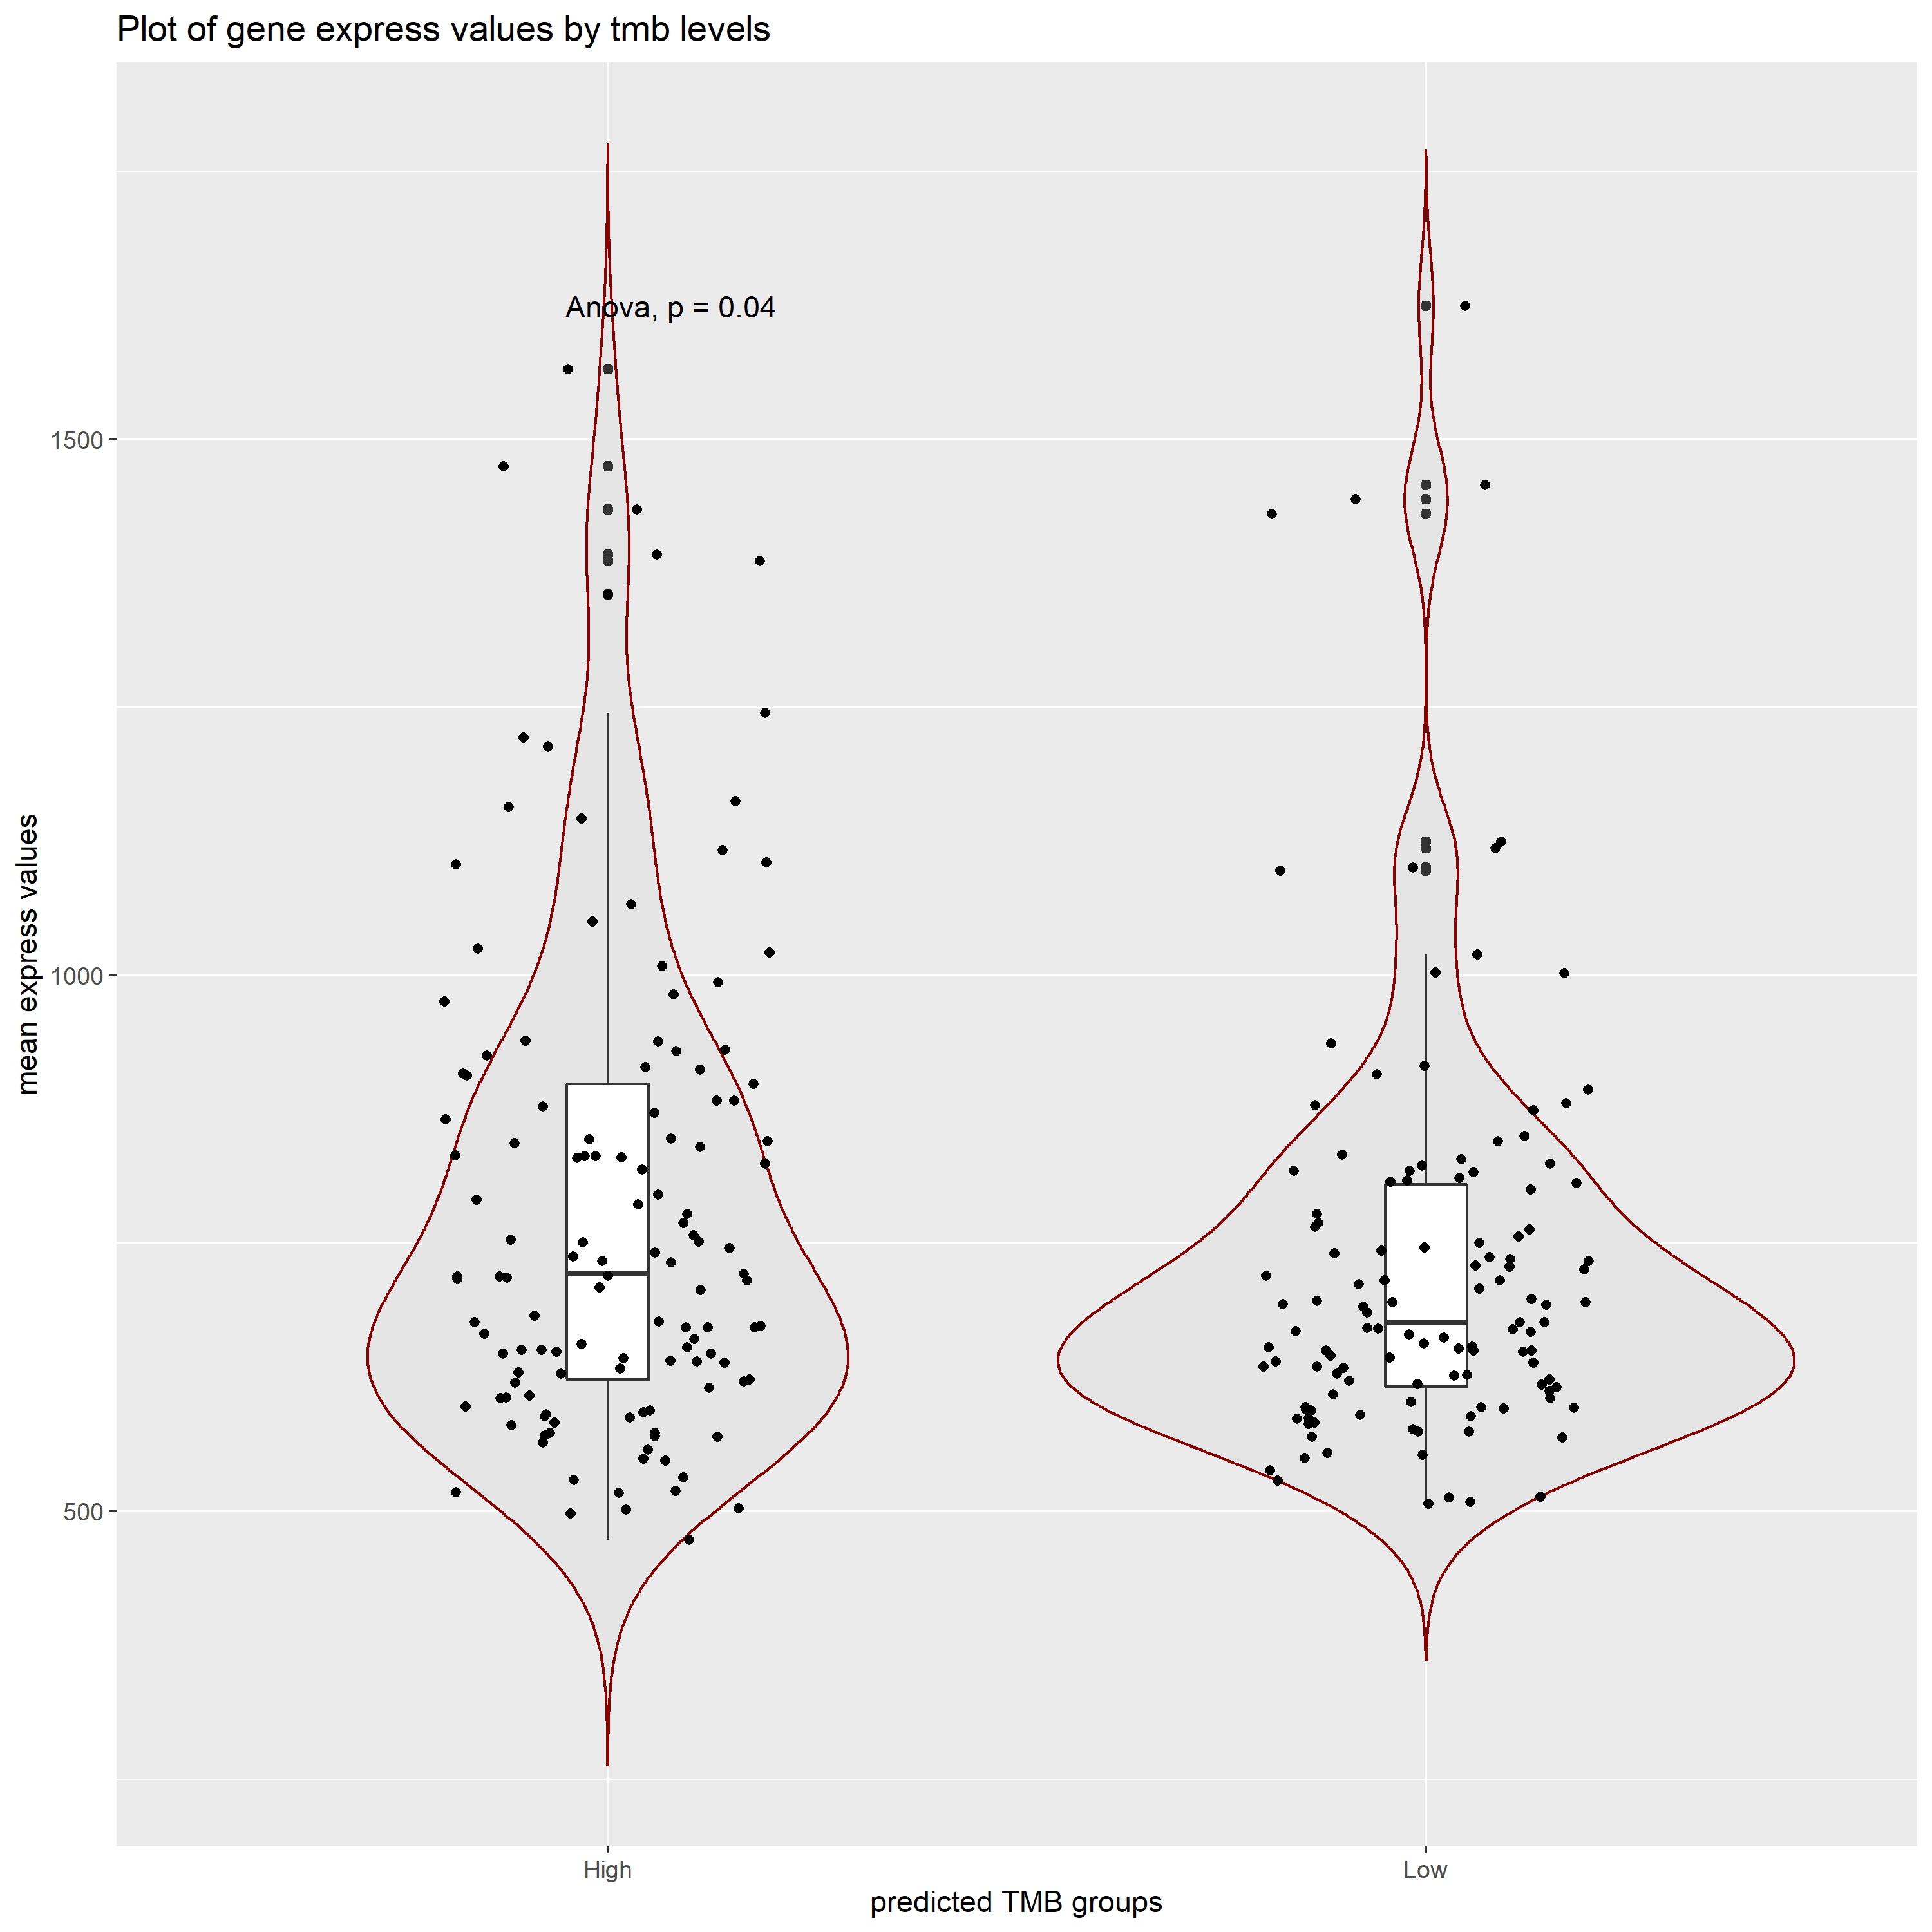 Plot of gene express values by tmb levels
Anova, p = 0.04
1500
1000
500
mean express values
High
Low
predicted TMB groups